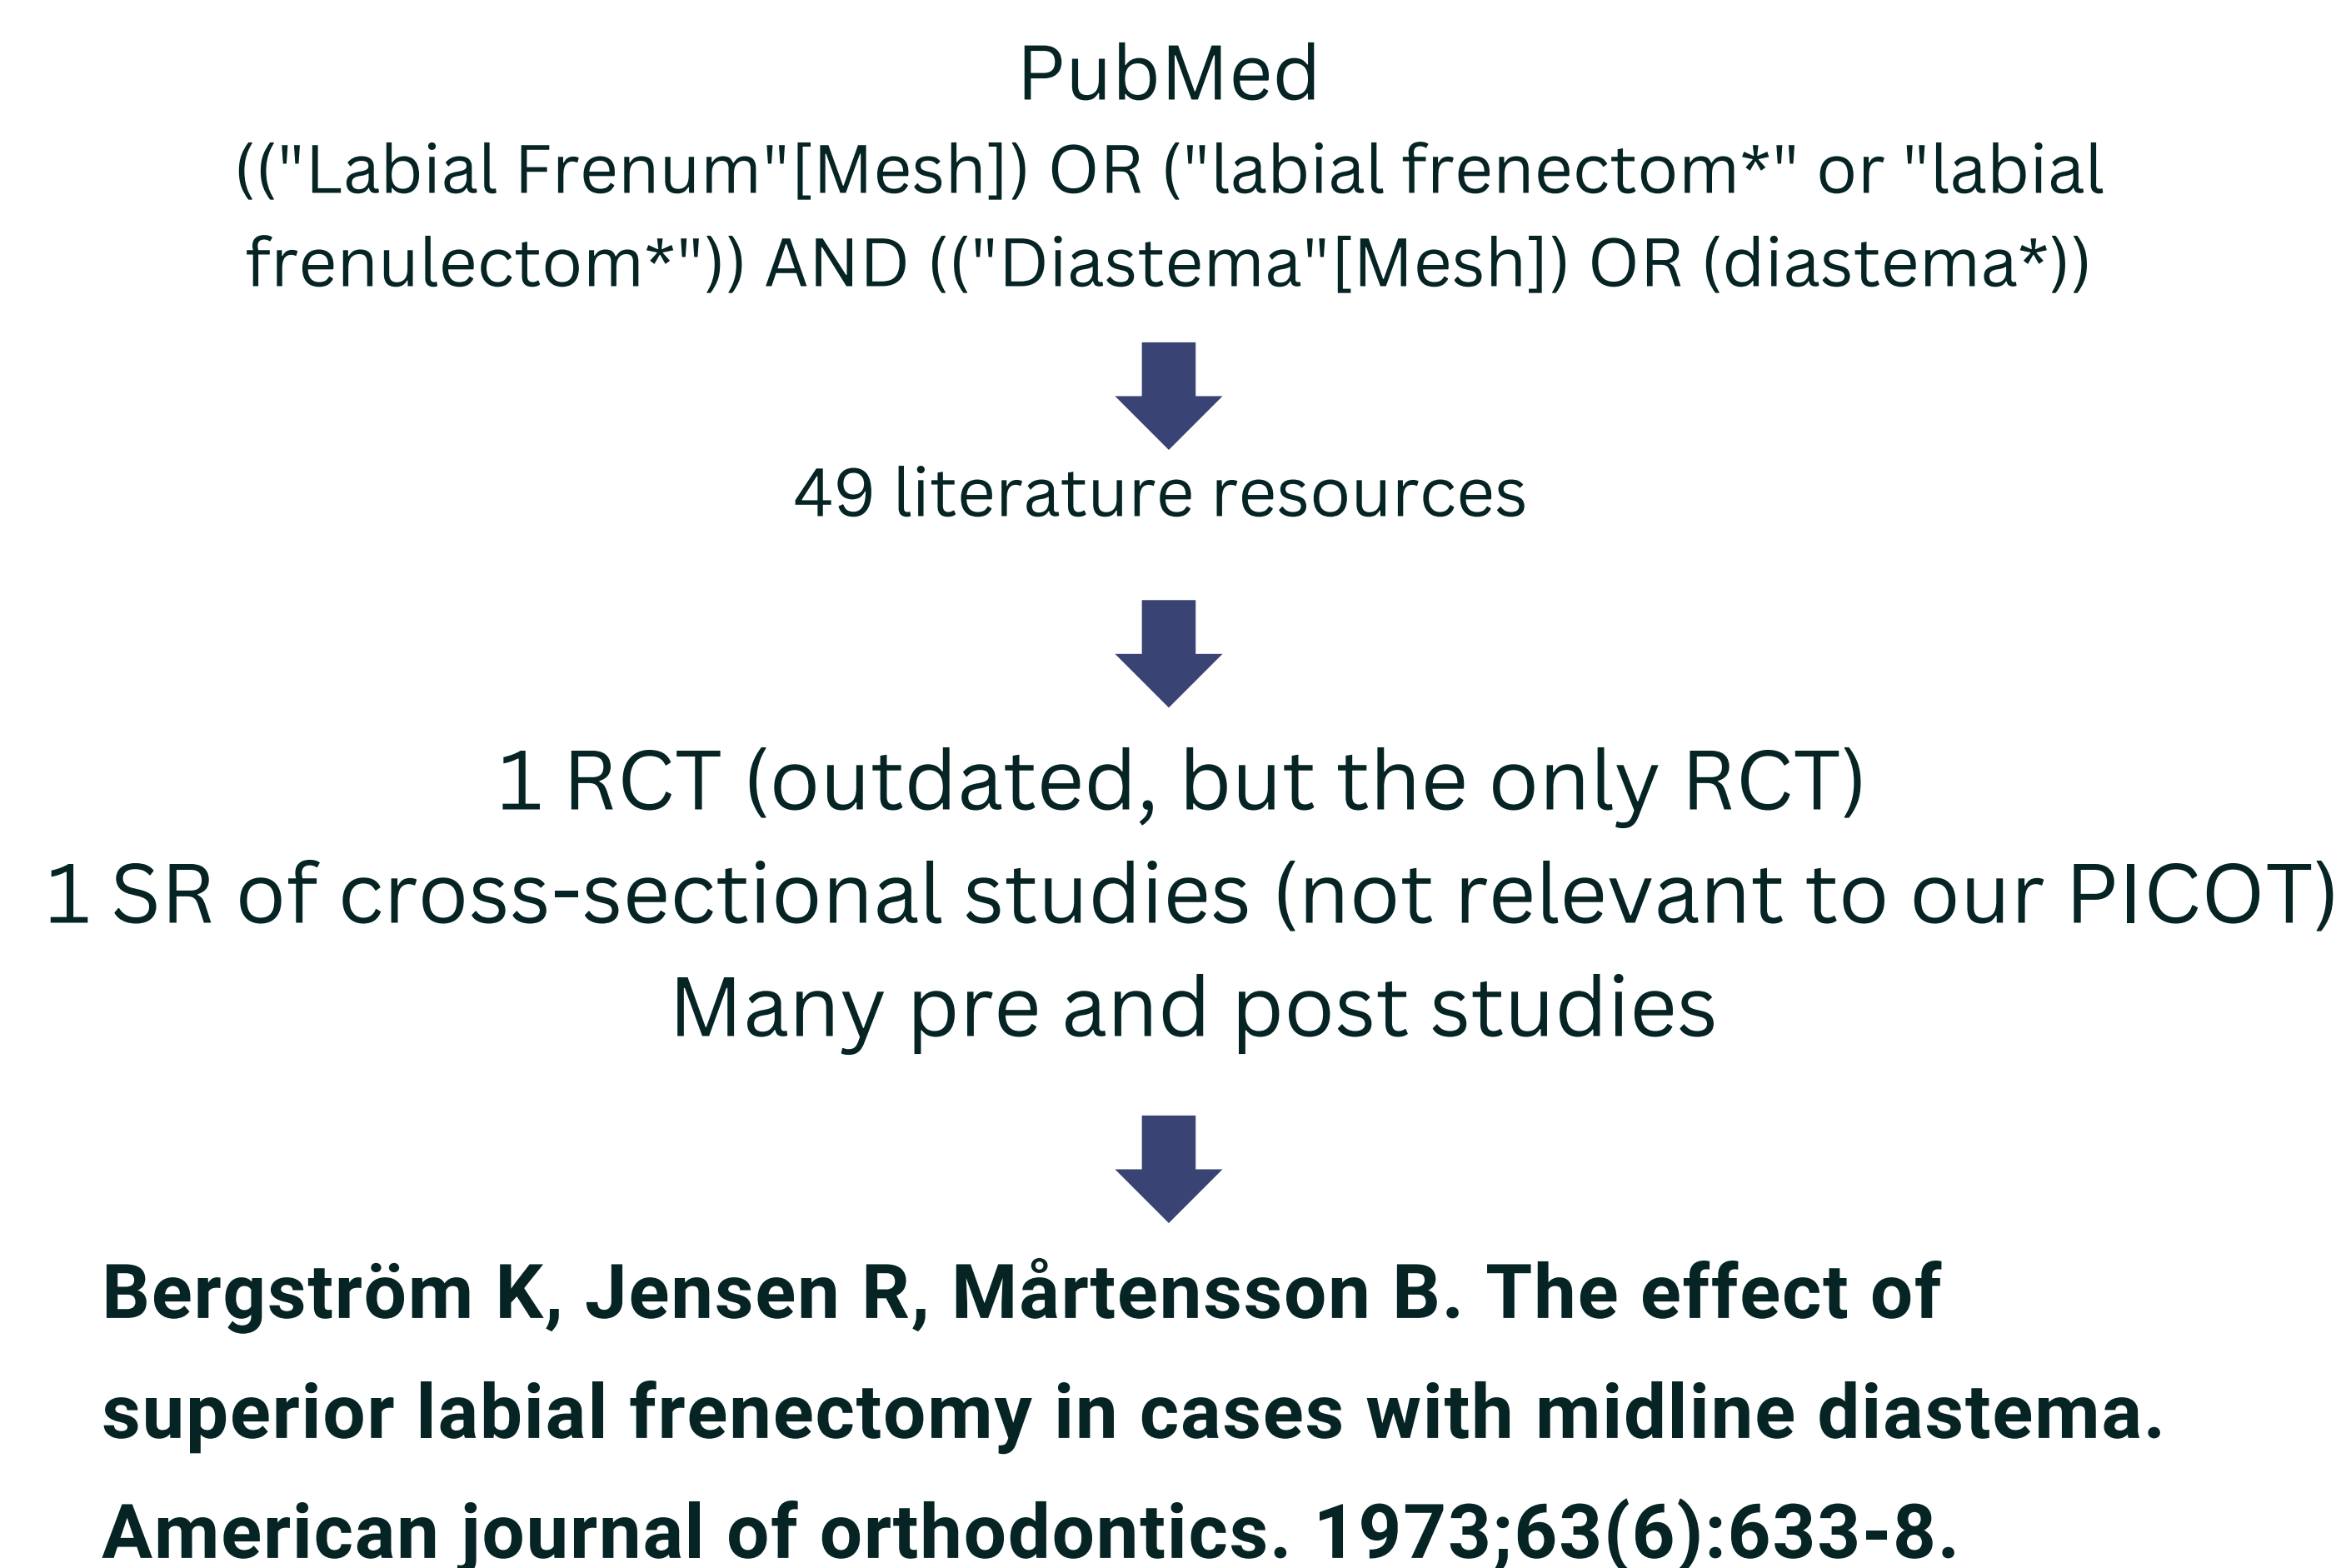 PubMed
(("Labial Frenum"[Mesh]) OR ("labial frenectom*" or "labial
frenulectom*")) AND (("Diastema"[Mesh]) OR (diastema*))
49 literature resources
1 RCT (outdated, but the only RCT)
1 SR of cross-sectional studies (not relevant to our PICOT)
Many pre and post studies
Bergström K, Jensen R, Mårtensson B. The effect of
superior labial frenectomy in cases with midline diastema.
American journal of orthodontics. 1973;63(6):633-8.